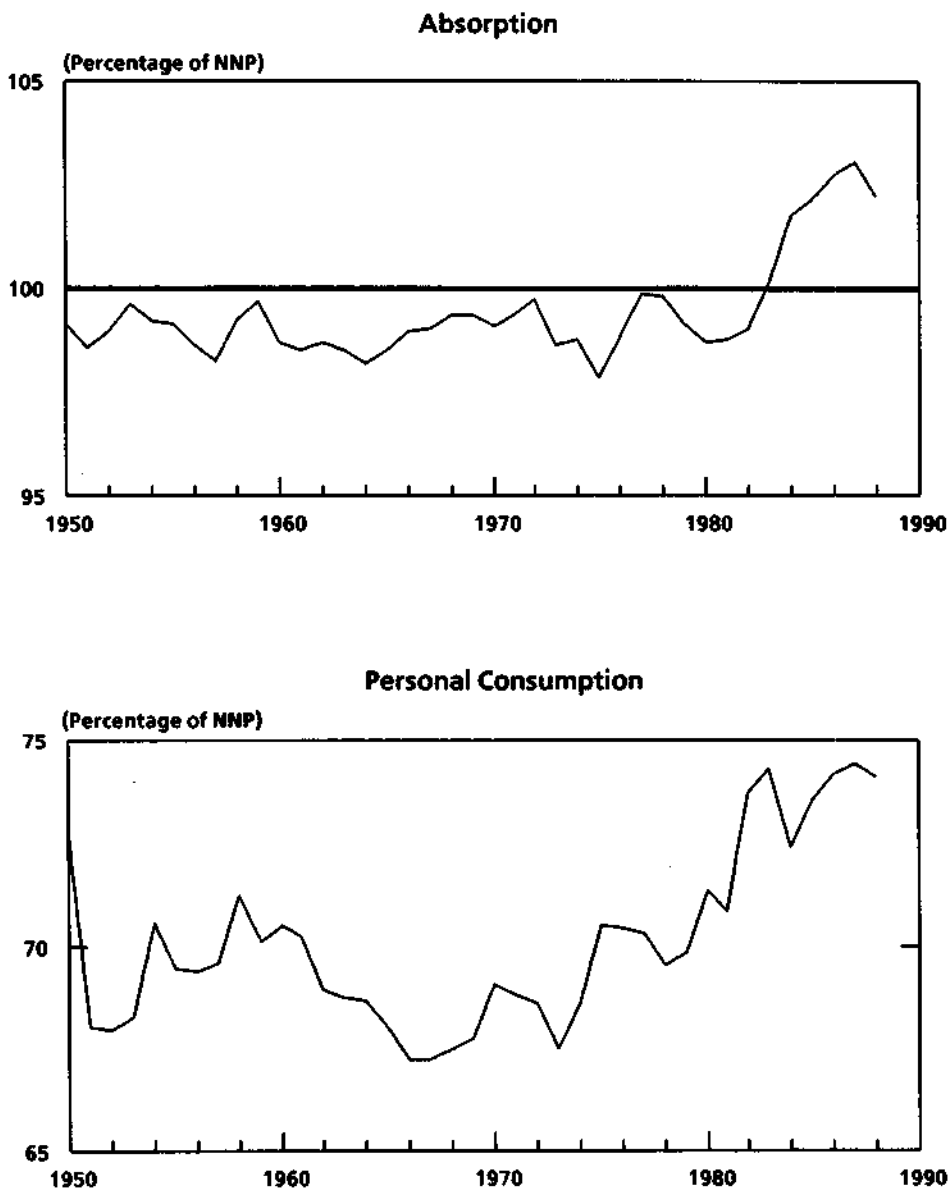 Absorption
(Percentage of NNP)
105
100
95
1950 1960 1970 1980 1990
Personal Consumption
(Percentage of NNP)
75
70
65
1950 1960 1970 1980 1990